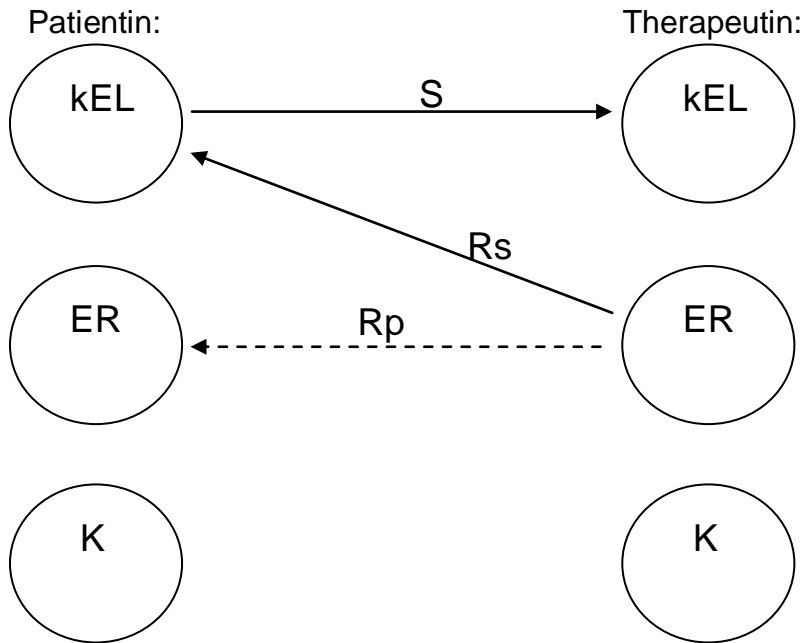 Patientin: Therapeutin:
kEL S kEL
Rs
ER Rp ER
K K